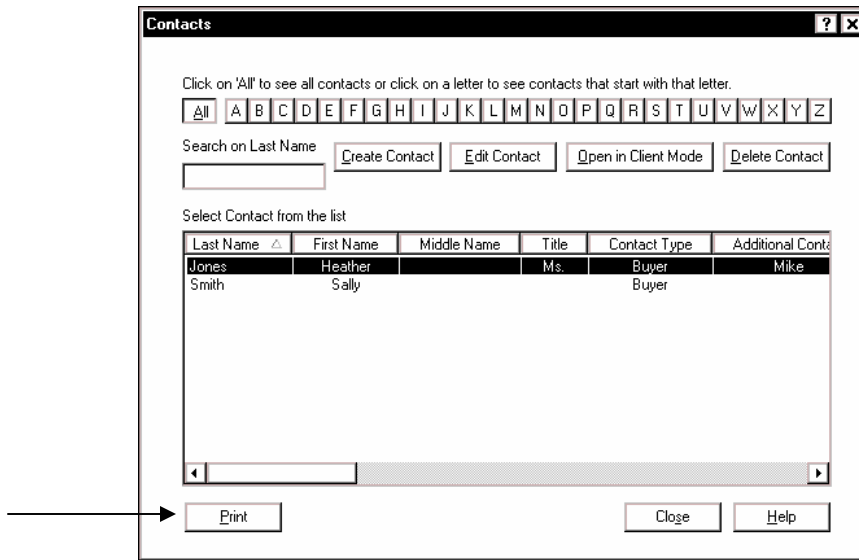 Contacts
Click on 'All' to see all contacts or click on a letter to see contacts that start with that letter.
All A B C D E F G H I J K L M N O P Q R S T U V W X Y Z
Search on Last Name
Create Contact Edit Contact Open in Client Mode Delete Contact
Select Contact from the list
Last Name First Name Middle Name Title Contact Type Additional Conta
Jones Heather Ms. Buyer Mike
Smith Sally Buyer
Print Close Help